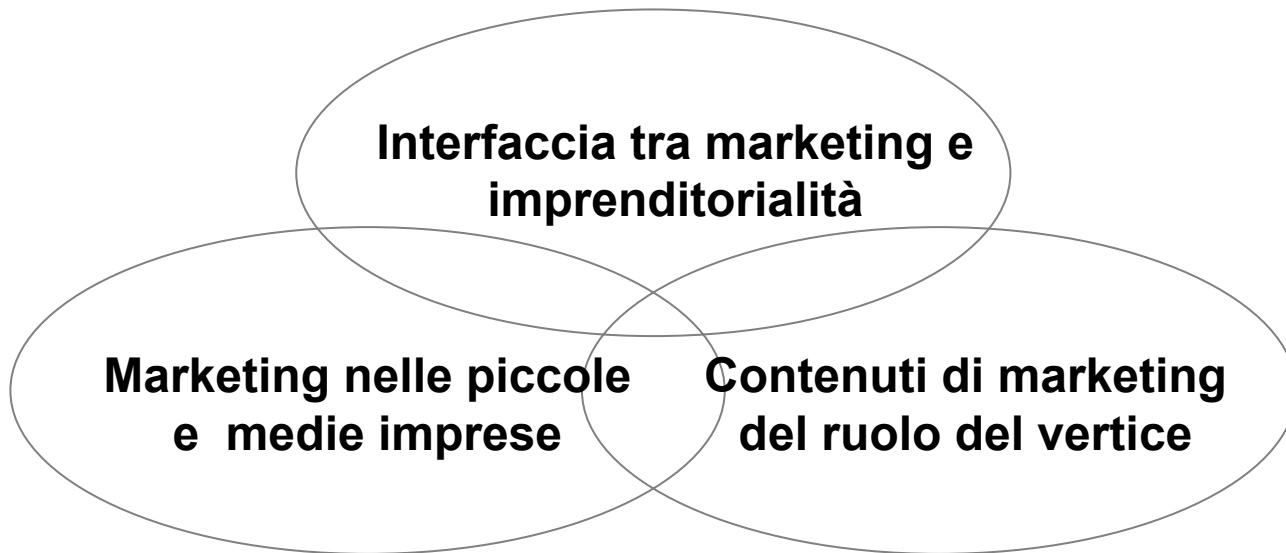 Interfaccia tra marketing e
imprenditorialità
Marketing nelle piccole
e medie imprese
Contenuti di marketing
del ruolo del vertice